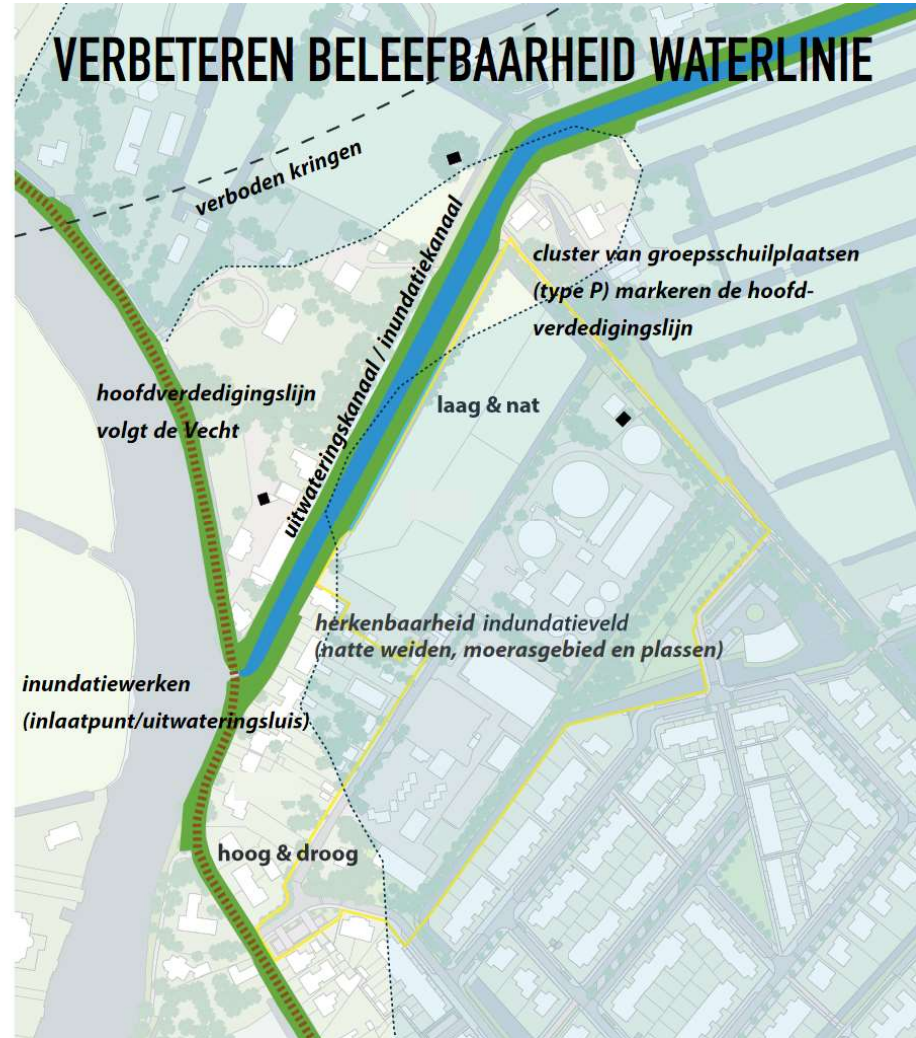 VERBETEREN BELEEFBAARHEID WATERLINIE
verboden kringen
uitwateringskanaal / inundatiekanaal
cluster van groepsschuilplaatsen
(type P) markeren de hoofd-
verdedigingslijn
hoofdverdedigingslijn
volgt de Vecht
laag & nat
herkenbaarheid indundatieveld
(natte weiden, moerasgebied en plassen)
inundatiewerken
(inlaatpunt/uitwateringsluis)
hoog & droog